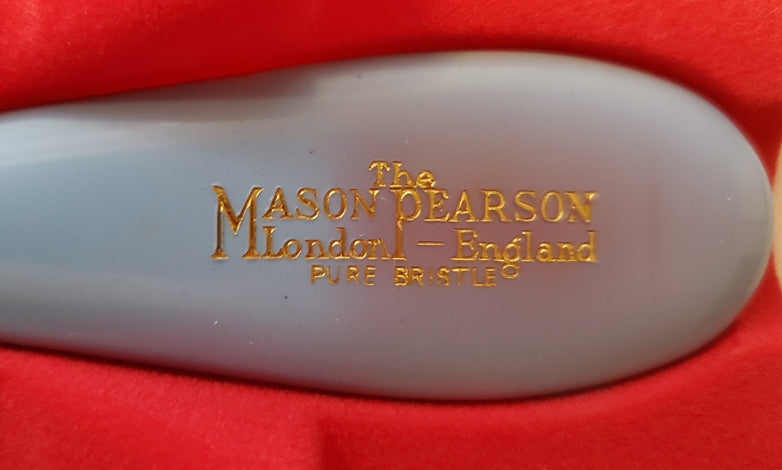 The
MASON PEARSON
London - England
PURE BRISTLE